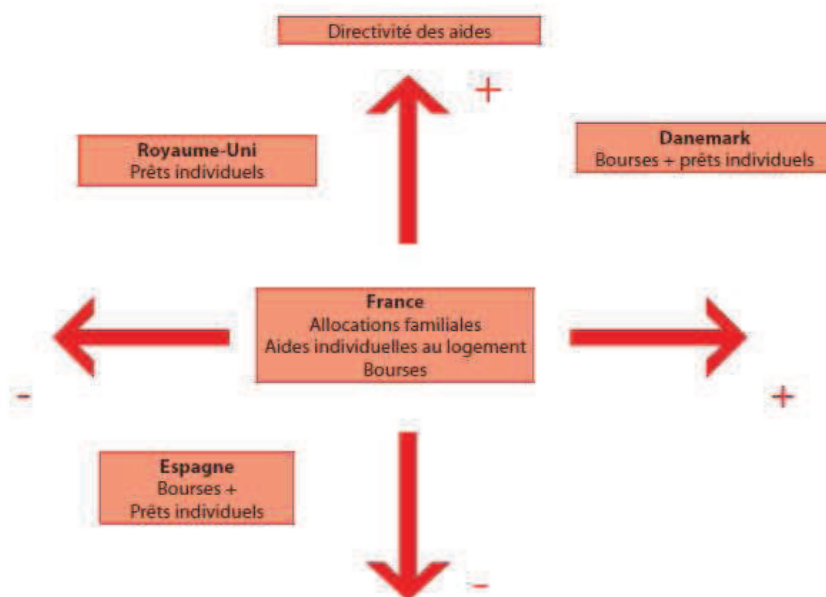 Directivité des aides
+
Royaume-Uni
Prêts individuels
Danemark
Bourses + prêts individuels
France
Allocations familiales
Aides individuelles au logement
Bourses
-
+
Espagne
Bourses +
Prêts individuels
-